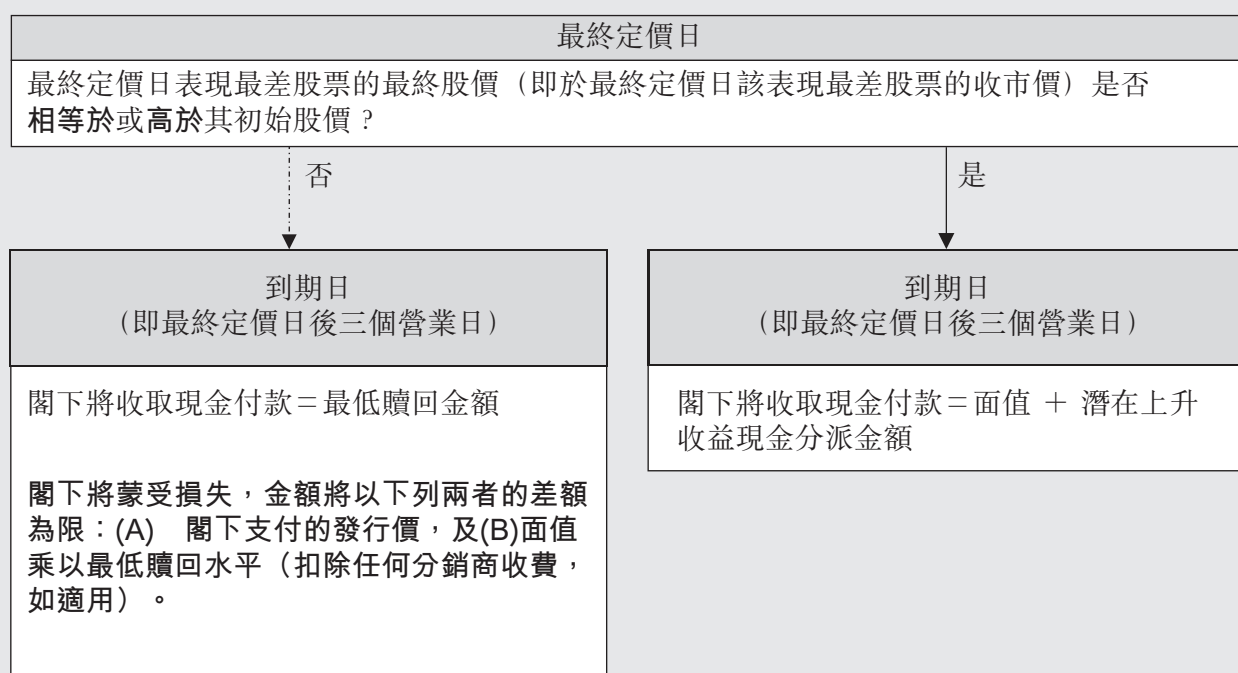 最終定價日
最終定價日表現最差股票的最終股價（即於最終定價日該表現最差股票的收市價）是否
相等於或高於其初始股價？
否
是
到期日
（即最終定價日後三個營業日）
閣下將收取現金付款＝最低贖回金額
閣下將蒙受損失，金額將以下列兩者的差額
為限：(A)　閣下支付的發行價，及(B)面值
乘以最低贖回水平（扣除任何分銷商收費，
如適用）。
到期日
（即最終定價日後三個營業日）
閣下將收取現金付款＝面值 ＋ 潛在上升
收益現金分派金額